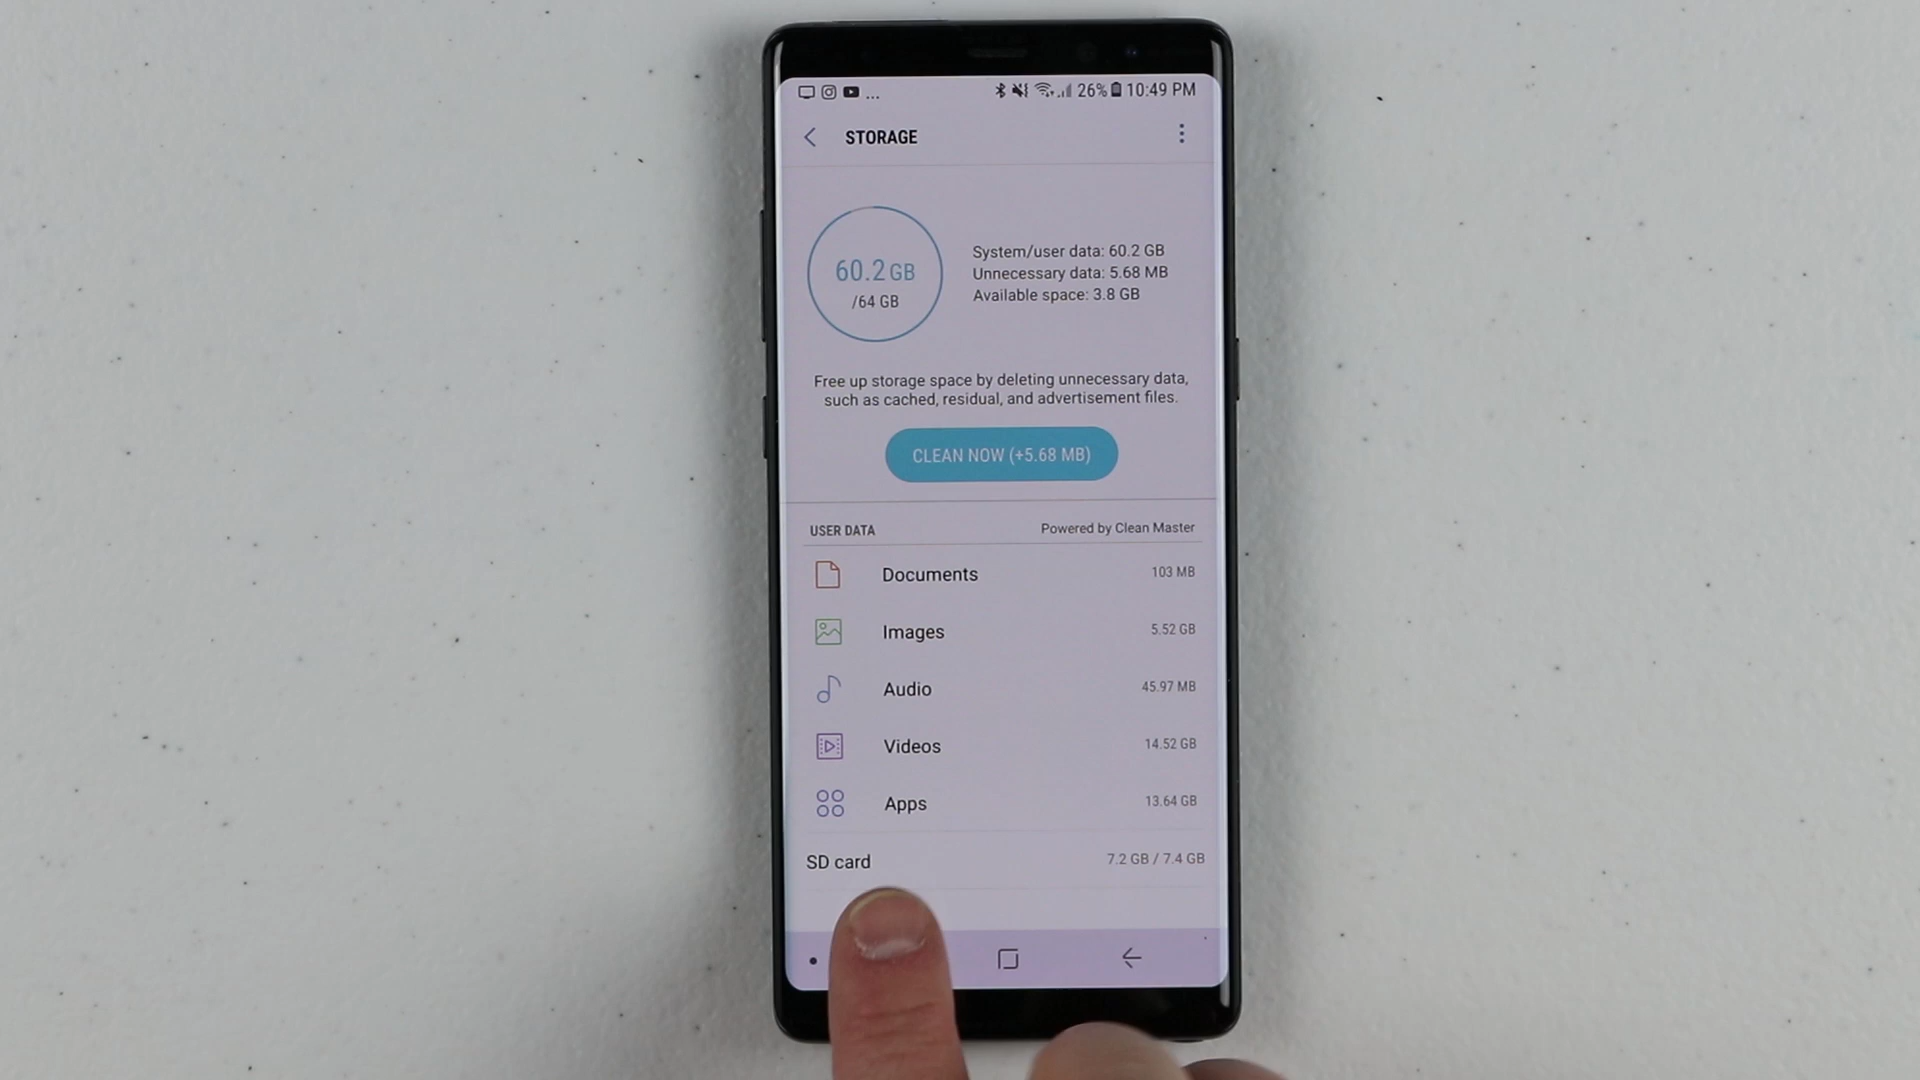 ... 26% 10:49 PM
STORAGE
60.2 GB
/64 GB
System/user data: 60.2 GB
Unnecessary data: 5.68 MB
Available space: 3.8 GB
Free up storage space by deleting unnecessary data,
such as cached, residual, and advertisement files.
CLEAN NOW (+5.68 MB)
USER DATA Powered by Clean Master
Documents 103 MB
Images 5.52 GB
Audio 45.97 MB
Videos 14.52 GB
Apps 13.64 GB
SD card 7.2 GB / 7.4 GB